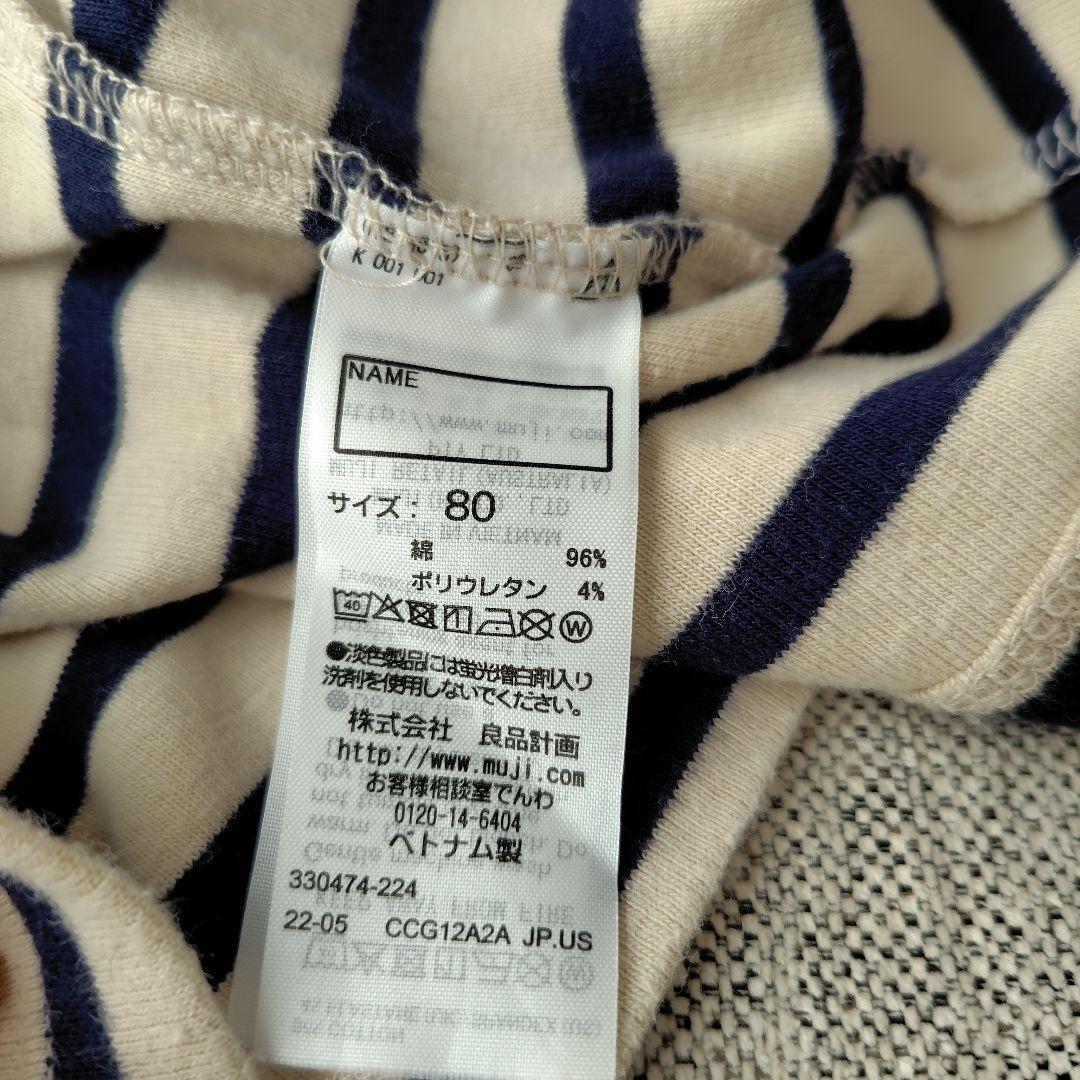 K 001 001
NAME
サイズ： 80
綿 96%
ポリウレタン 4%
40 W
●淡色製品には蛍光増白剤入り
洗剤を使用しないでください。
株式会社 良品計画
http://www.muji.com
お客様相談室でんわ
0120-14-6404
ベトナム製
330474-224
22-05 CCG12A2A JP.US